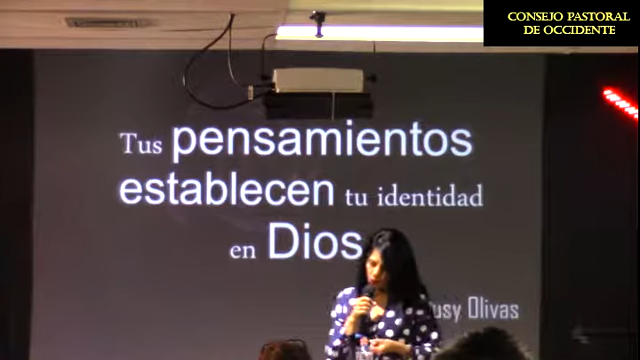 CONSEJO PASTORAL
DE OCCIDENTE
Tus pensamientos
establecen tu identidad
en Dios
Olivas